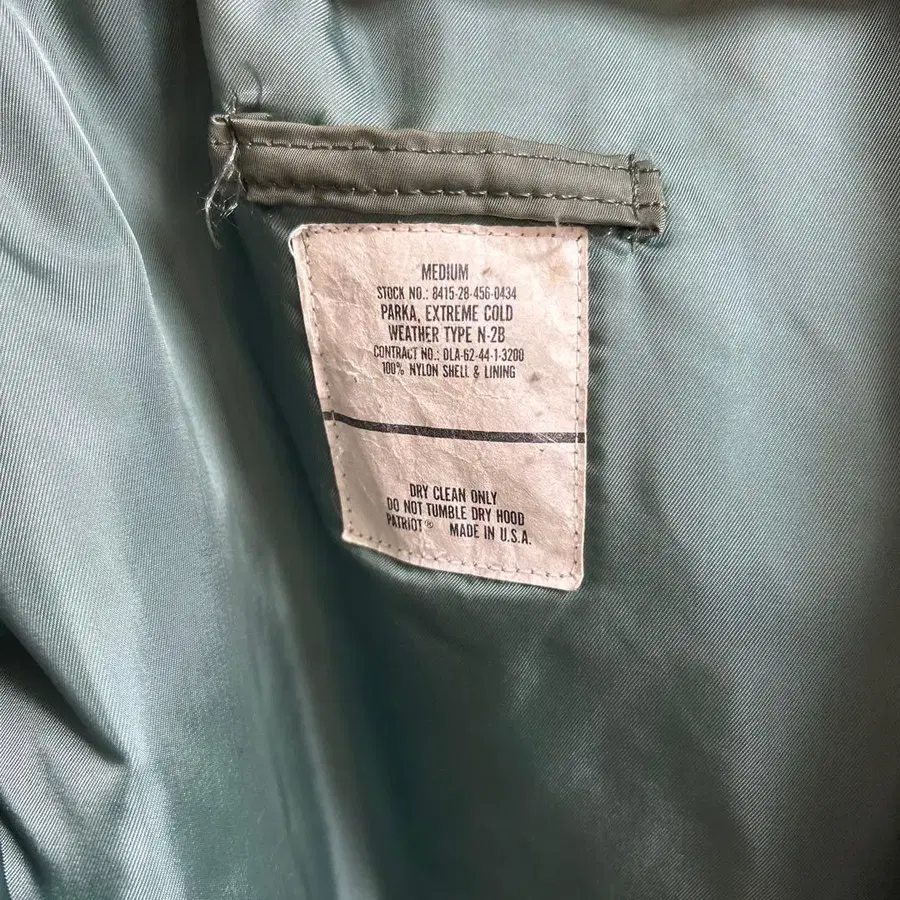 MEDIUM
STOCK NO.: 8415-28-456-0434
PARKA, EXTREME COLD
WEATHER TYPE N-2B
CONTRACT NO.: DLA-62-44-1-3200
100% NYLON SHELL & LINING
DRY CLEAN ONLY
DO NOT TUMBLE DRY HOOD
PATRIOT® MADE IN U.S.A.